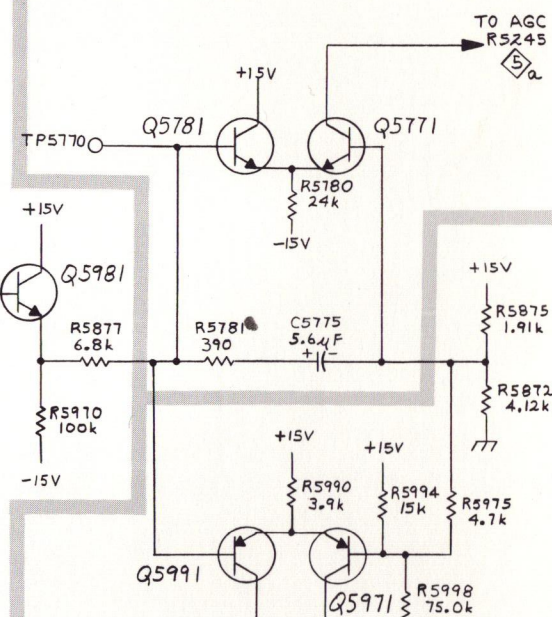 TO AGC
R5245
5 a
+15V
Q5781
Q5771
TP5770
R5780
24k
-15V
+15V
Q5981
+15V
R5875
1.91k
R5877
6.8k
R5781
390
C5775
5.6µF
+ -
R5872
4.12k
R5970
100k
-15V
+15V
+15V
R5990
3.9k
R5994
15k
R5975
4.7k
Q5991
Q5971
R5998
75.0k